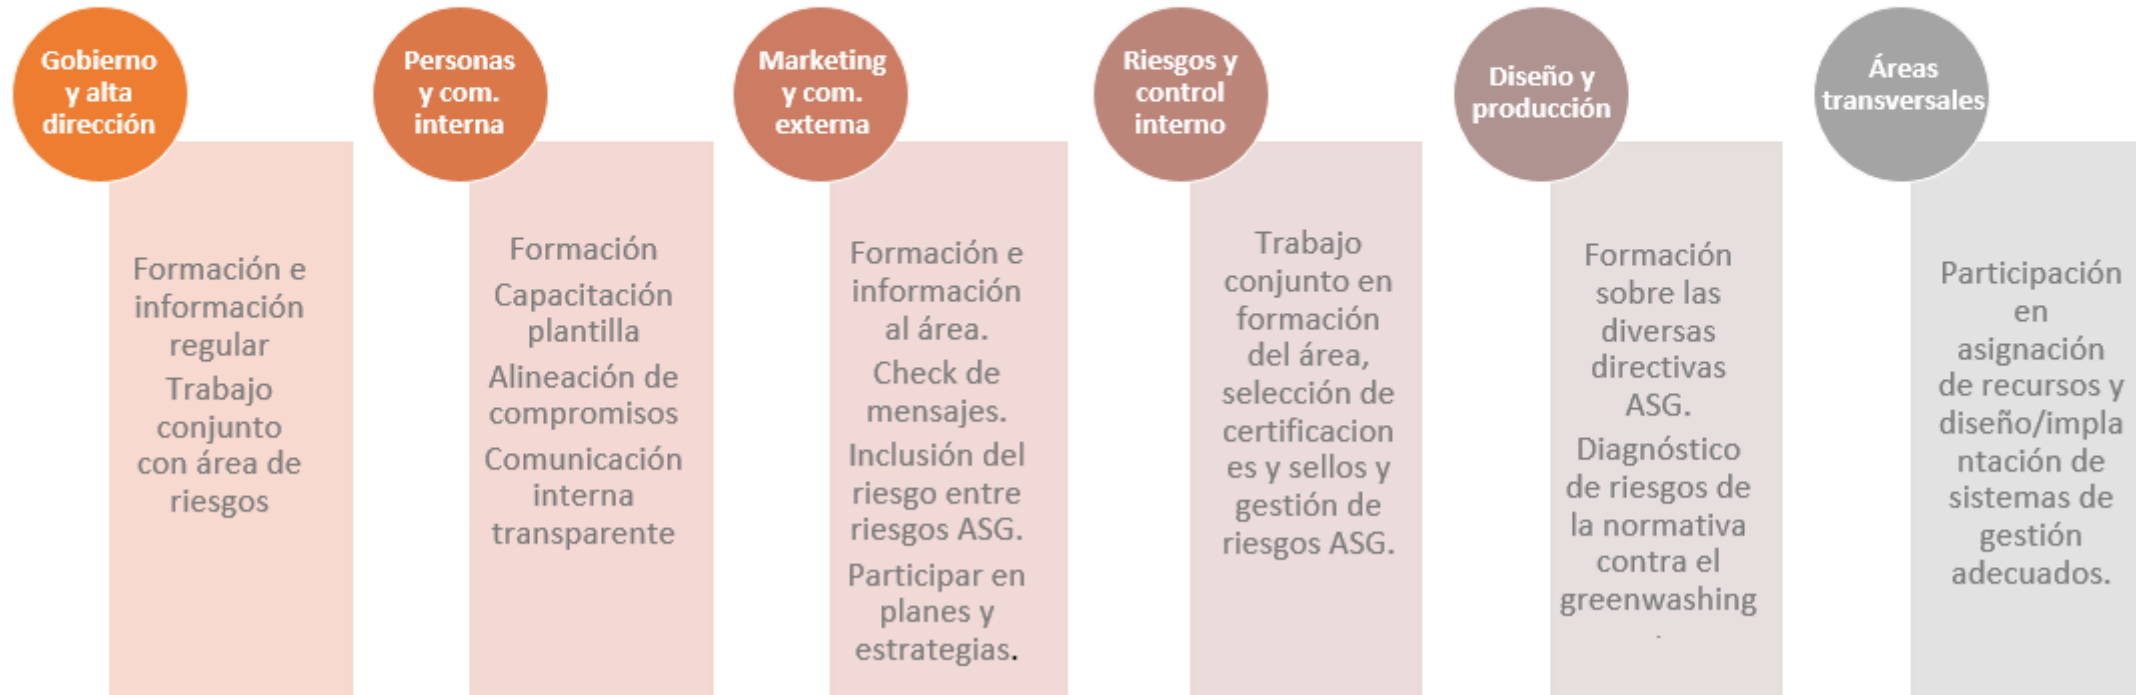 Gobierno
y alta
dirección
Formación e
información
regular
Trabajo
conjunto
con área de
riesgos
Personas
y com.
interna
Formación
Capacitación
plantilla
Alineación de
compromisos
Comunicación
interna
transparente
Marketing
y com.
externa
Formación e
información
al área.
Check de
mensajes.
Inclusión del
riesgo entre
riesgos ASG.
Participar en
planes y
estrategias.
Riesgos y
control
interno
Trabajo
conjunto en
formación
del área,
selección de
certificacion
es y sellos y
gestión de
riesgos ASG.
Diseño y
producción
Formación
sobre las
diversas
directivas
ASG.
Diagnóstico
de riesgos de
la normativa
contra el
greenwashing
.
Áreas
transversales
Participación
en
asignación
de recursos y
diseño/impla
ntación de
sistemas de
gestión
adecuados.